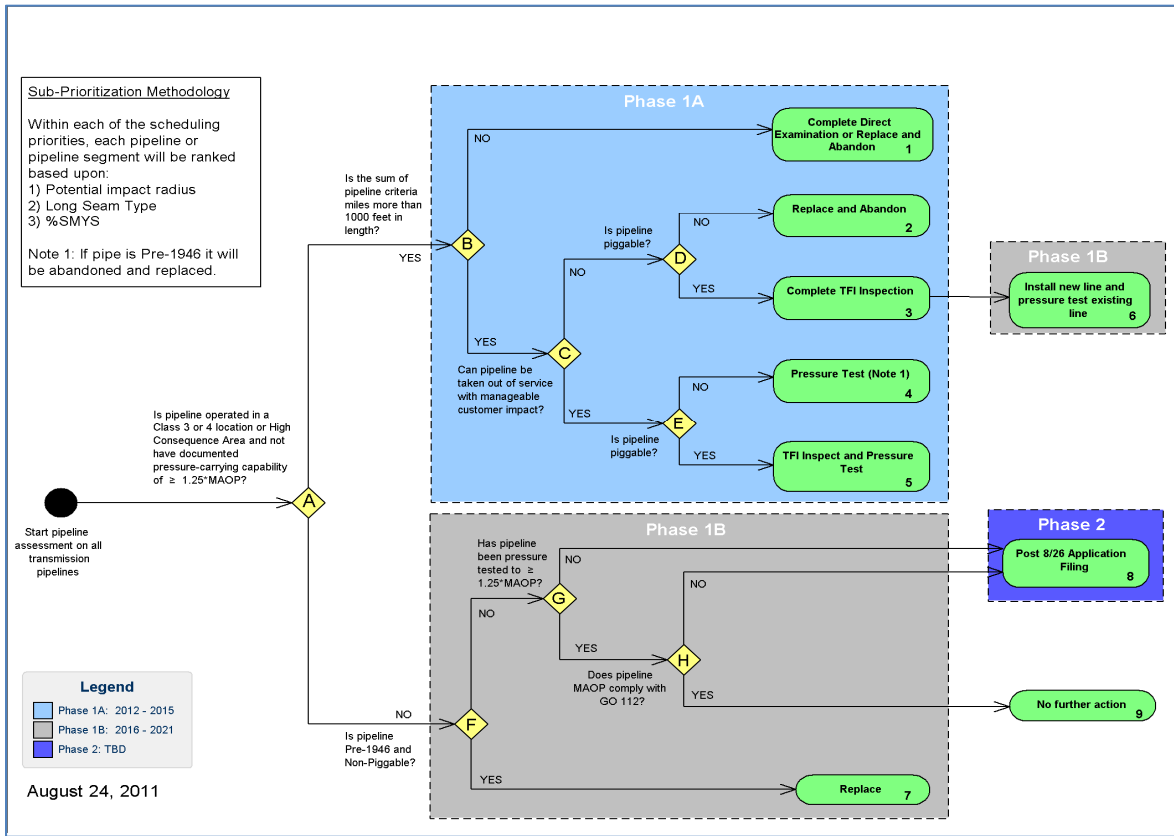 Sub-Prioritization Methodology
Within each of the scheduling
priorities, each pipeline or
pipeline segment will be ranked
based upon:
1) Potential impact radius
2) Long Seam Type
3) %SMYS
Note 1: If pipe is Pre-1946 it will
be abandoned and replaced.
Phase 1A
Complete Direct
Examination or Replace and
Abandon
1
NO
Is the sum of
pipeline criteria
miles more than
1000 feet in
length?
YES
B
Replace and Abandon
2
NO
Is pipeline
piggable?
D
NO
YES
Complete TFI Inspection
3
Phase 1B
Install new line and
pressure test existing
line
6
YES
C
Can pipeline be
taken out of service
with manageable
customer impact?
Pressure Test (Note 1)
4
NO
YES
E
Is pipeline
piggable?
YES
TFI Inspect and Pressure
Test
5
Is pipeline operated in a
Class 3 or 4 location or High
Consequence Area and not
have documented
pressure-carrying capability
of ≥ 1.25*MAOP?
A
Start pipeline
assessment on all
transmission
pipelines
Phase 1B
Has pipeline
been pressure
tested to ≥
1.25*MAOP?
NO
G
NO
YES
Phase 2
Post 8/26 Application
Filing
8
NO
H
Does pipeline
MAOP comply with
GO 112?
YES
No further action
9
NO
F
Is pipeline
Pre-1946 and
Non-Piggable?
YES
Replace
7
Legend
Phase 1A: 2012 - 2015
Phase 1B: 2016 - 2021
Phase 2: TBD
August 24, 2011